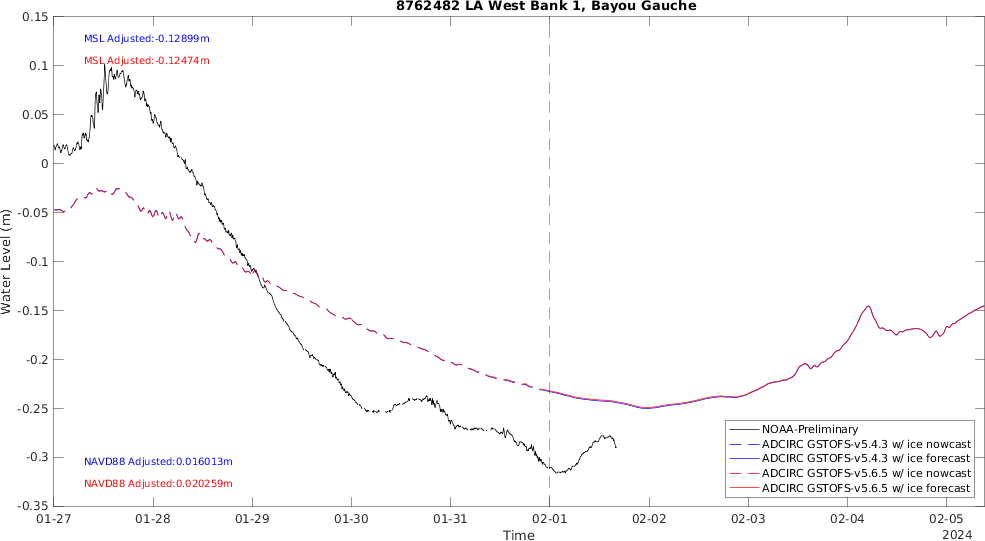 8762482 LA West Bank 1, Bayou Gauche
0.15
MSL Adjusted:-0.12899m
MSL Adjusted:-0.12474m
0.1
0.05
0
-0.05
-0.1
-0.15
-0.2
-0.25
-0.3
-0.35
Water Level (m)
NAVD88 Adjusted:0.016013m
NAVD88 Adjusted:0.020259m
NOAA-Preliminary
ADCIRC GSTOFS-v5.4.3 w/ ice nowcast
ADCIRC GSTOFS-v5.4.3 w/ ice forecast
ADCIRC GSTOFS-v5.6.5 w/ ice nowcast
ADCIRC GSTOFS-v5.6.5 w/ ice forecast
01-27 01-28 01-29 01-30 01-31 02-01 02-02 02-03 02-04 02-05
Time
2024